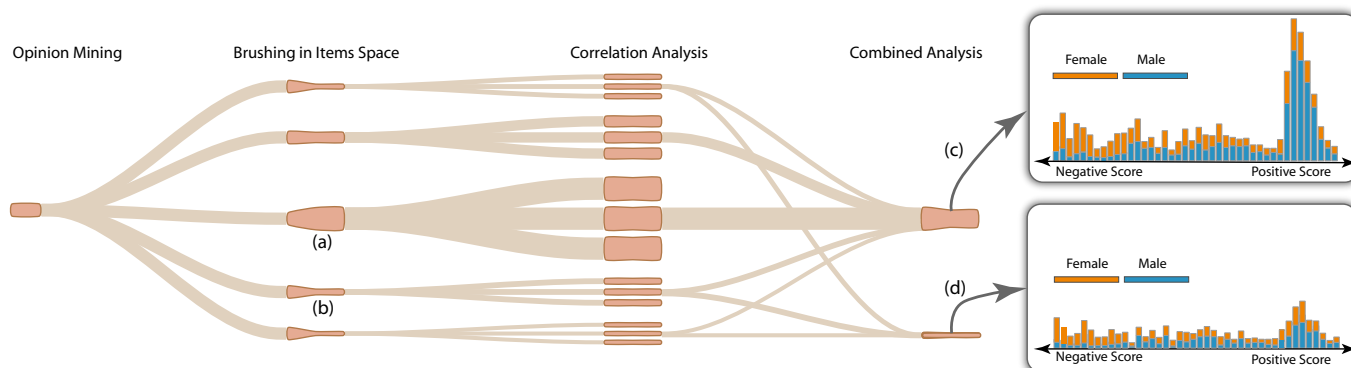 Opinion Mining
Brushing in Items Space
Correlation Analysis
Combined Analysis
(a)
(b)
(c)
(d)
Female
Male
Negative Score
Positive Score
Female
Male
Negative Score
Positive Score